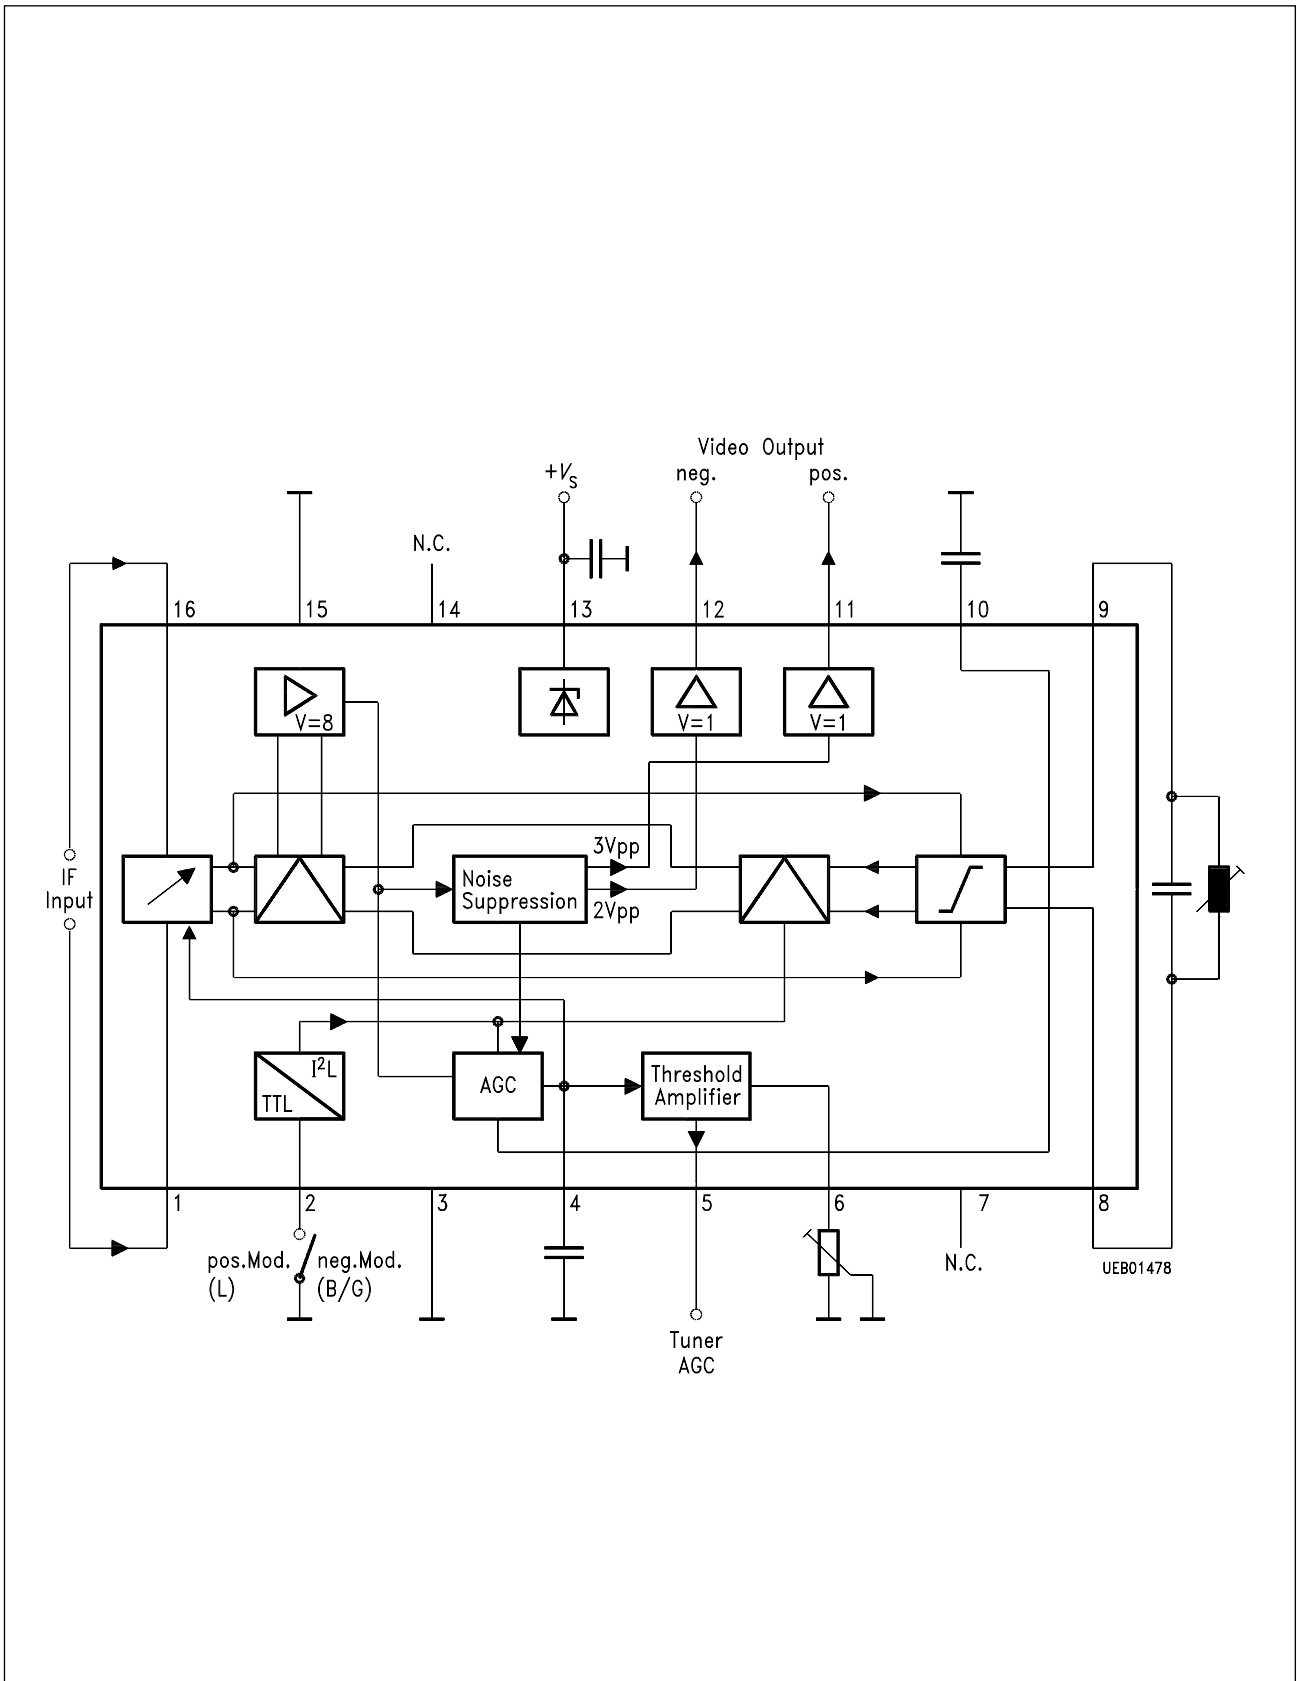 Video Output
neg.
pos.
+VS
N.C.
16
15
14
13
12
11
10
9
V=8
V=1
V=1
3Vpp
Noise
Suppression
2Vpp
IF
Input
I²L
TTL
AGC
Threshold
Amplifier
1
2
3
4
5
6
7
8
pos.Mod.
(L)
neg.Mod.
(B/G)
N.C.
UEB01478
Tuner
AGC